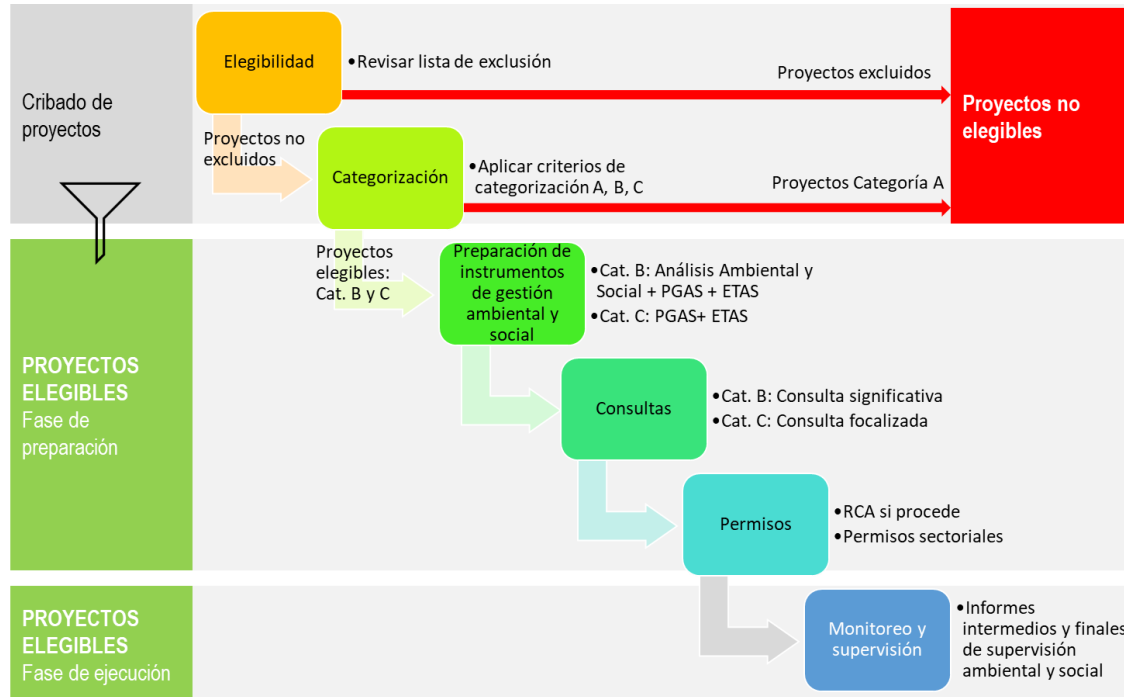 Cribado de
proyectos
Elegibilidad
•Revisar lista de exclusión
Proyectos excluidos
Proyectos no
elegibles
Proyectos no
excluidos
Categorización
•Aplicar criterios de
categorización A, B, C
Proyectos Categoría A
PROYECTOS
ELEGIBLES
Fase de
preparación
Proyectos
elegibles:
Cat. B y C
Preparación de
instrumentos
de gestión
ambiental y
social
•Cat. B: Análisis Ambiental y
Social + PGAS + ETAS
•Cat. C: PGAS+ ETAS
Consultas
•Cat. B: Consulta significativa
•Cat. C: Consulta focalizada
Permisos
•RCA si procede
•Permisos sectoriales
PROYECTOS
ELEGIBLES
Fase de ejecución
Monitoreo y
supervisión
•Informes
intermedios y finales
de supervisión
ambiental y social